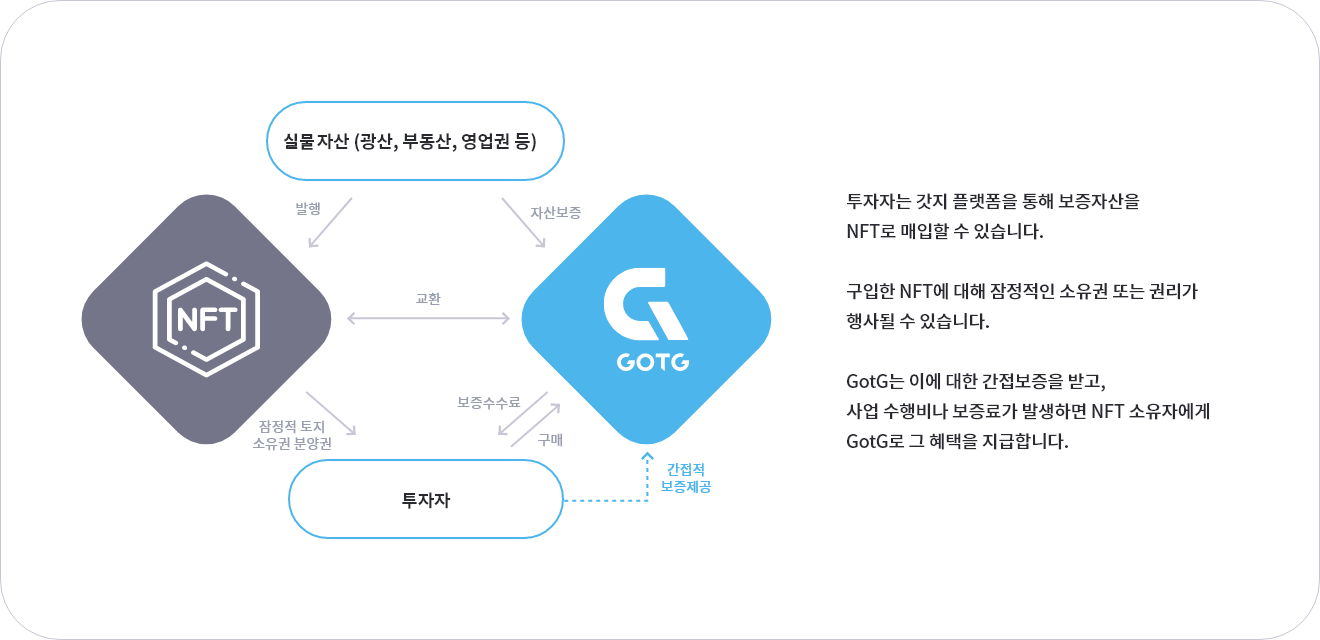 실물자산 (광산, 부동산, 영업권 등)
발행
자산보증
NFT
교환
GOTG
잠정적 토지
소유권 분양권
보증수수료
구매
투자자
간접적
보증제공
투자자는 갓지 플랫폼을 통해 보증자산을
NFT로 매입할 수 있습니다.
구입한 NFT에 대해 잠정적인 소유권 또는 권리가
행사될 수 있습니다.
GotG는 이에 대한 간접보증을 받고,
사업 수행비나 보증료가 발생하면 NFT 소유자에게
GotG로 그 혜택을 지급합니다.